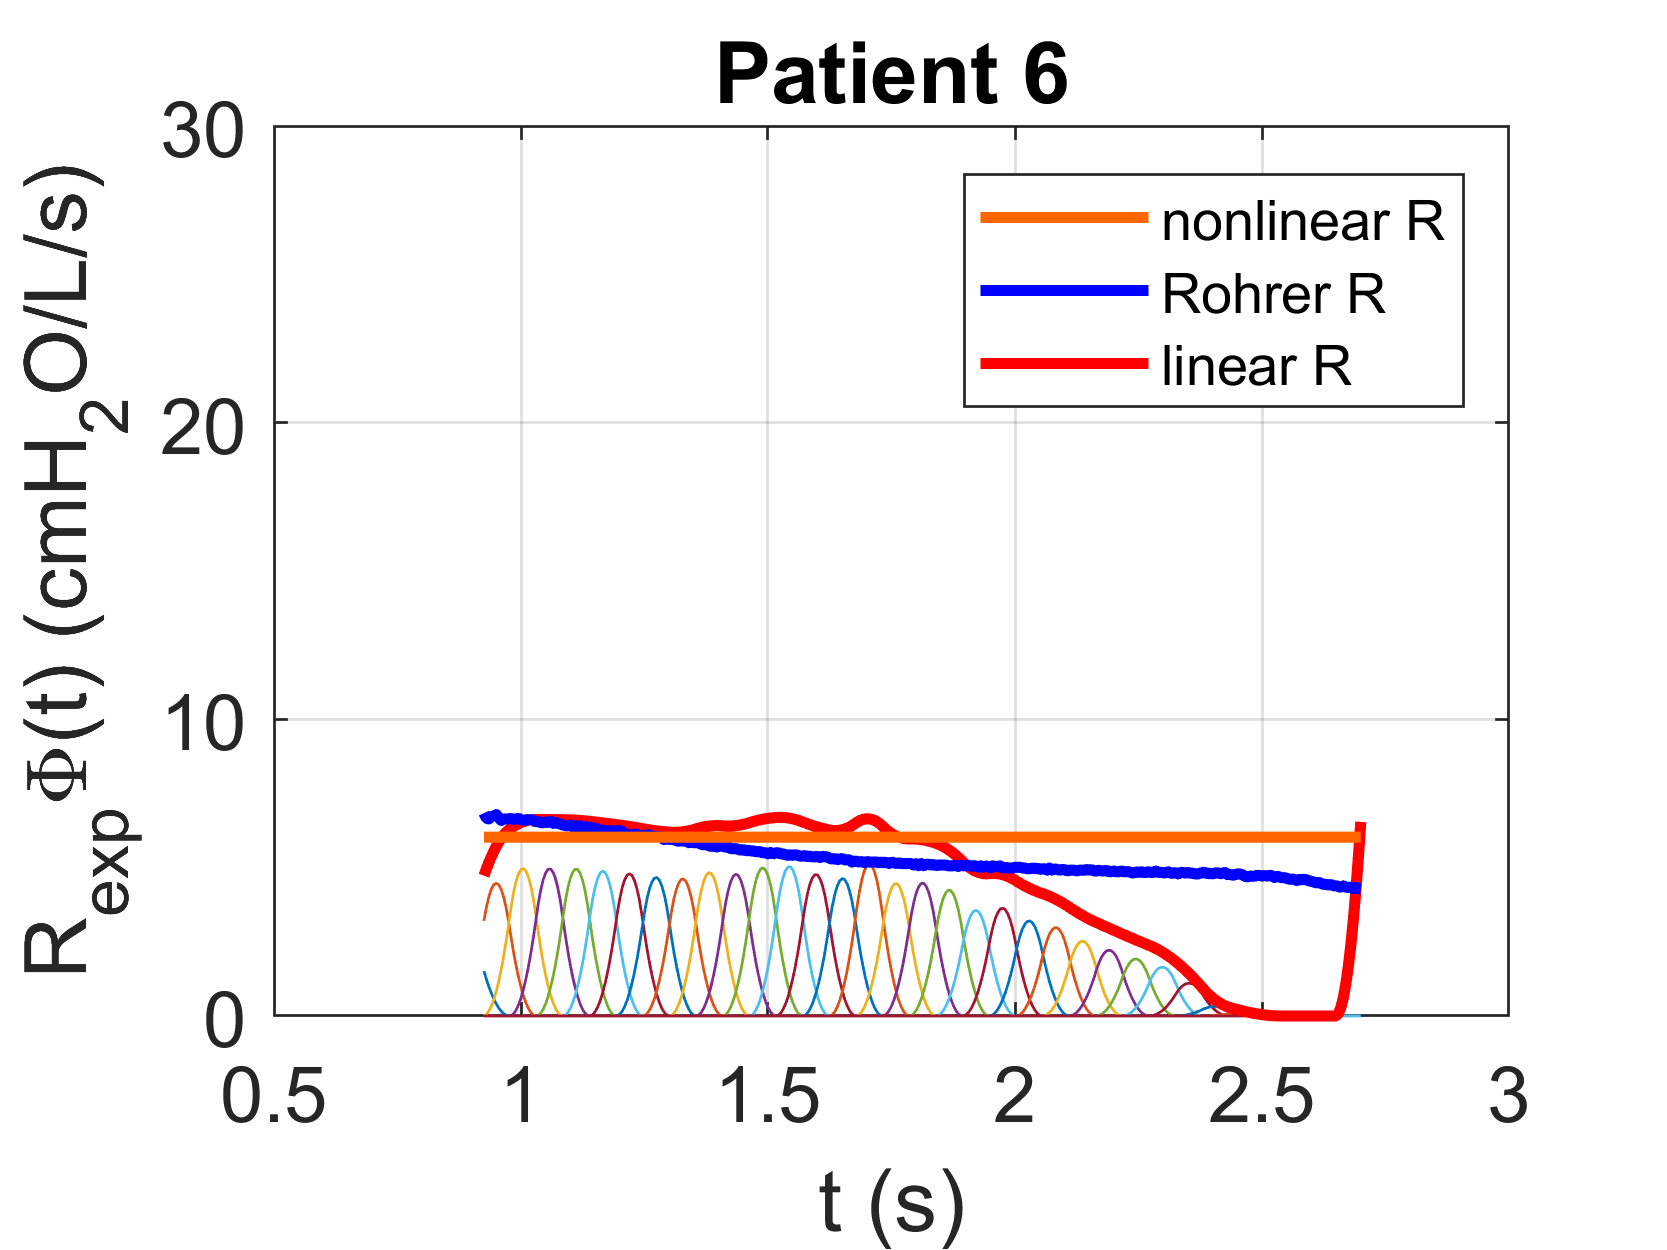 Patient 6
R_expΦ(t) (cmH_2O/L/s)
30
20
10
0
nonlinear R
Rohrer R
linear R
0.5 1 1.5 2 2.5 3
t (s)